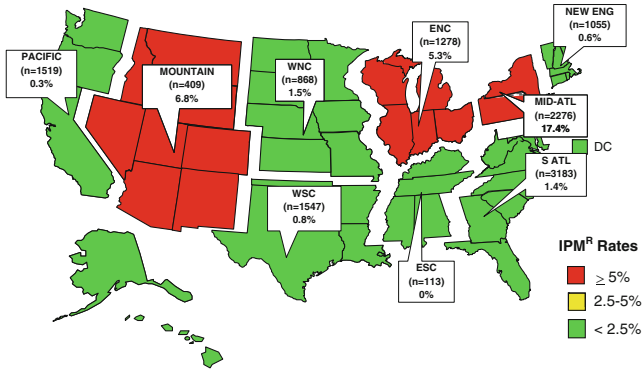 NEW ENG
(n=1055)
0.6%
ENC
(n=1278)
5.3%
PACIFIC
(n=1519)
0.3%
MOUNTAIN
(n=409)
6.8%
WNC
(n=868)
1.5%
MID-ATL
(n=2276)
17.4%
DC
S ATL
(n=3183)
1.4%
WSC
(n=1547)
0.8%
ESC
(n=113)
0%
IPMᴿ Rates
≥ 5%
2.5-5%
< 2.5%